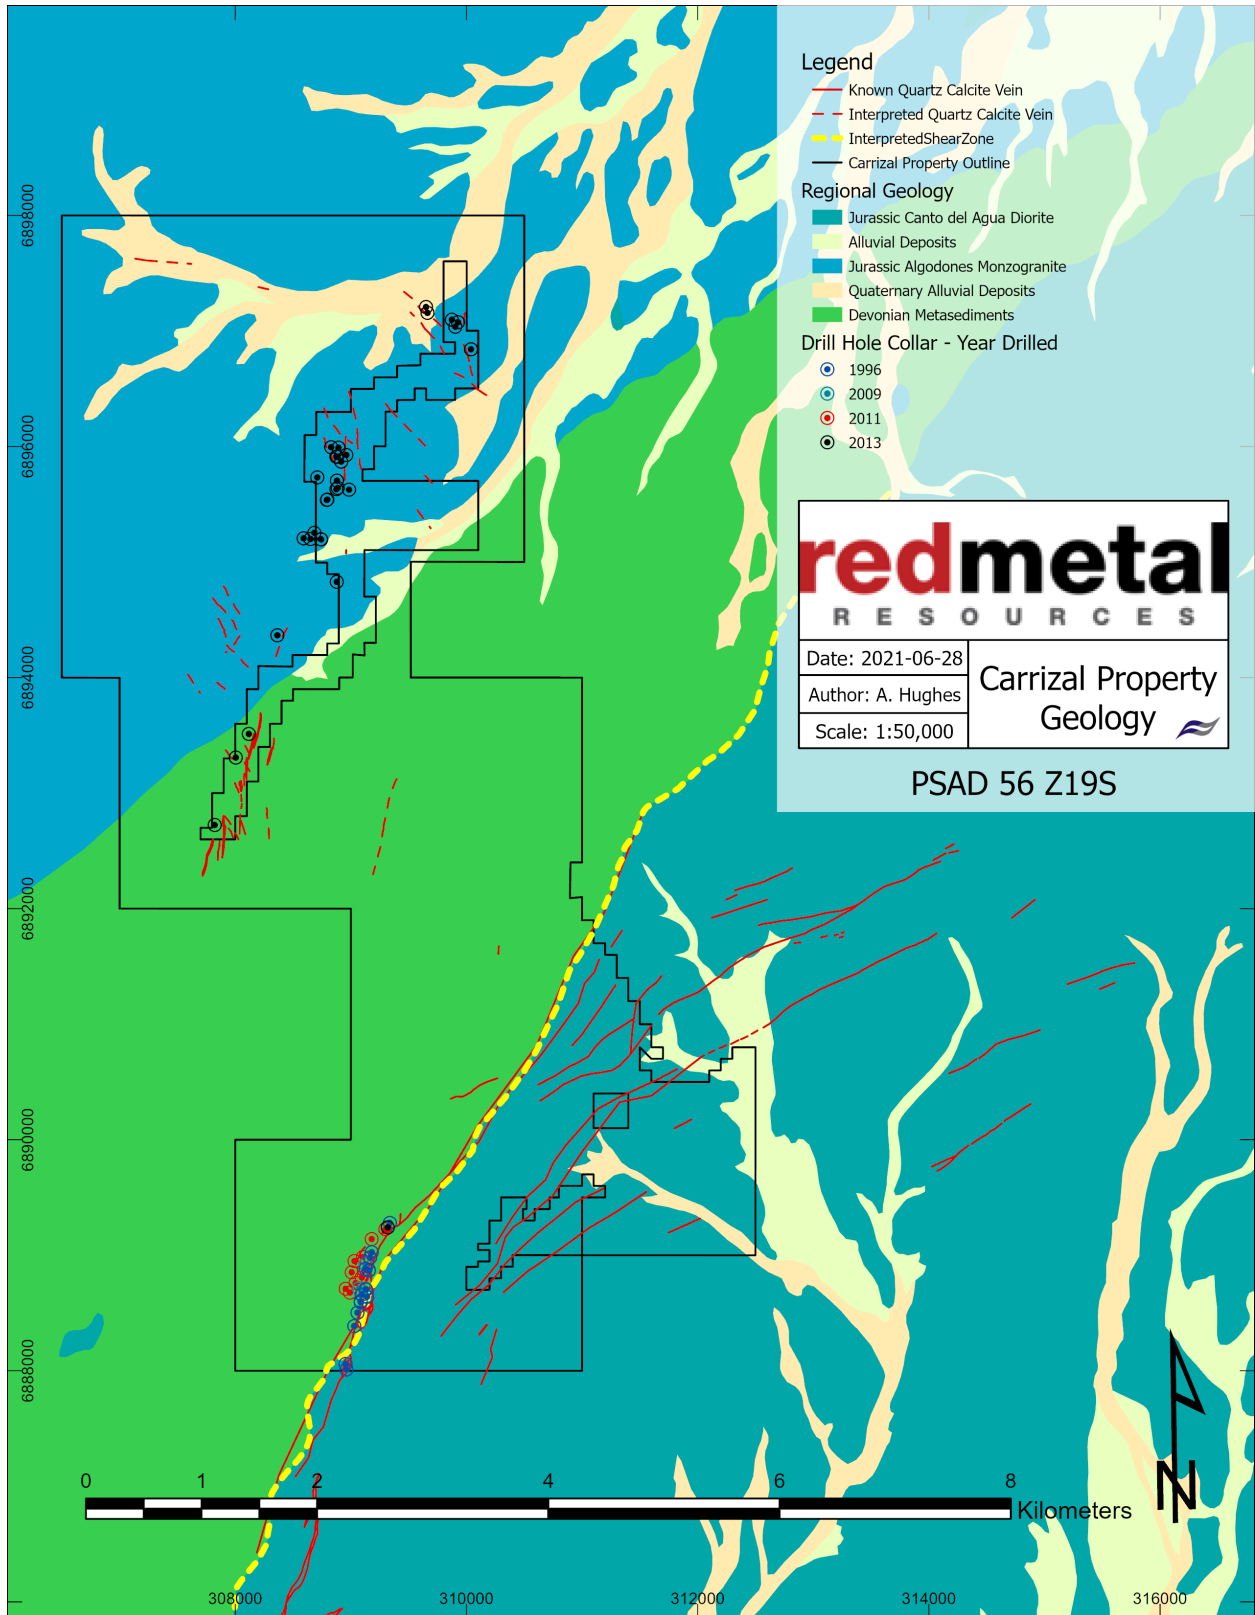 Legend
Known Quartz Calcite Vein
Interpreted Quartz Calcite Vein
InterpretedShearZone
Carrizal Property Outline
Regional Geology
Jurassic Canto del Agua Diorite
Alluvial Deposits
Jurassic Algodones Monzogranite
Quaternary Alluvial Deposits
Devonian Metasediments
Drill Hole Collar - Year Drilled
1996
2009
2011
2013
redmetal
RESOURCES
Date: 2021-06-28
Author: A. Hughes
Scale: 1:50,000
Carrizal Property
Geology
PSAD 56 Z19S
6898000
6896000
6894000
6892000
6890000
6888000
0 1 2 4 6 8
Kilometers
N
308000 310000 312000 314000 316000